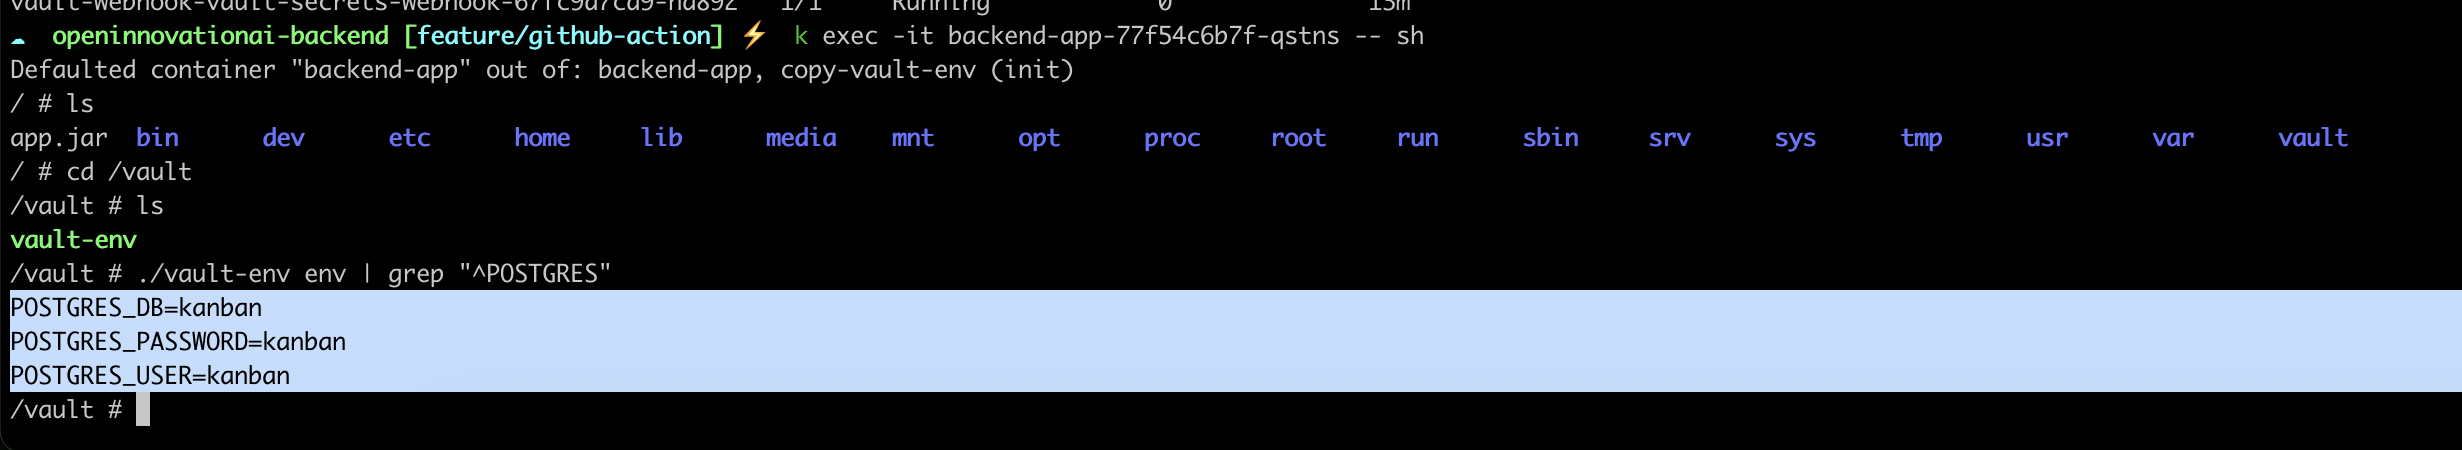 vault-webhook-vault-secrets-webhook-67fc9d7cd9-nd89z   1/1     Running            0              15m
☁  openinnovationai-backend [feature/github-action] ⚡  k exec -it backend-app-77f54c6b7f-qstns -- sh
Defaulted container "backend-app" out of: backend-app, copy-vault-env (init)
/ # ls
app.jar  bin      dev      etc      home     lib      media    mnt      opt      proc     root     run      sbin     srv      sys      tmp      usr      var      vault
/ # cd /vault
/vault # ls
vault-env
/vault # ./vault-env env | grep "^POSTGRES"
POSTGRES_DB=kanban
POSTGRES_PASSWORD=kanban
POSTGRES_USER=kanban
/vault #